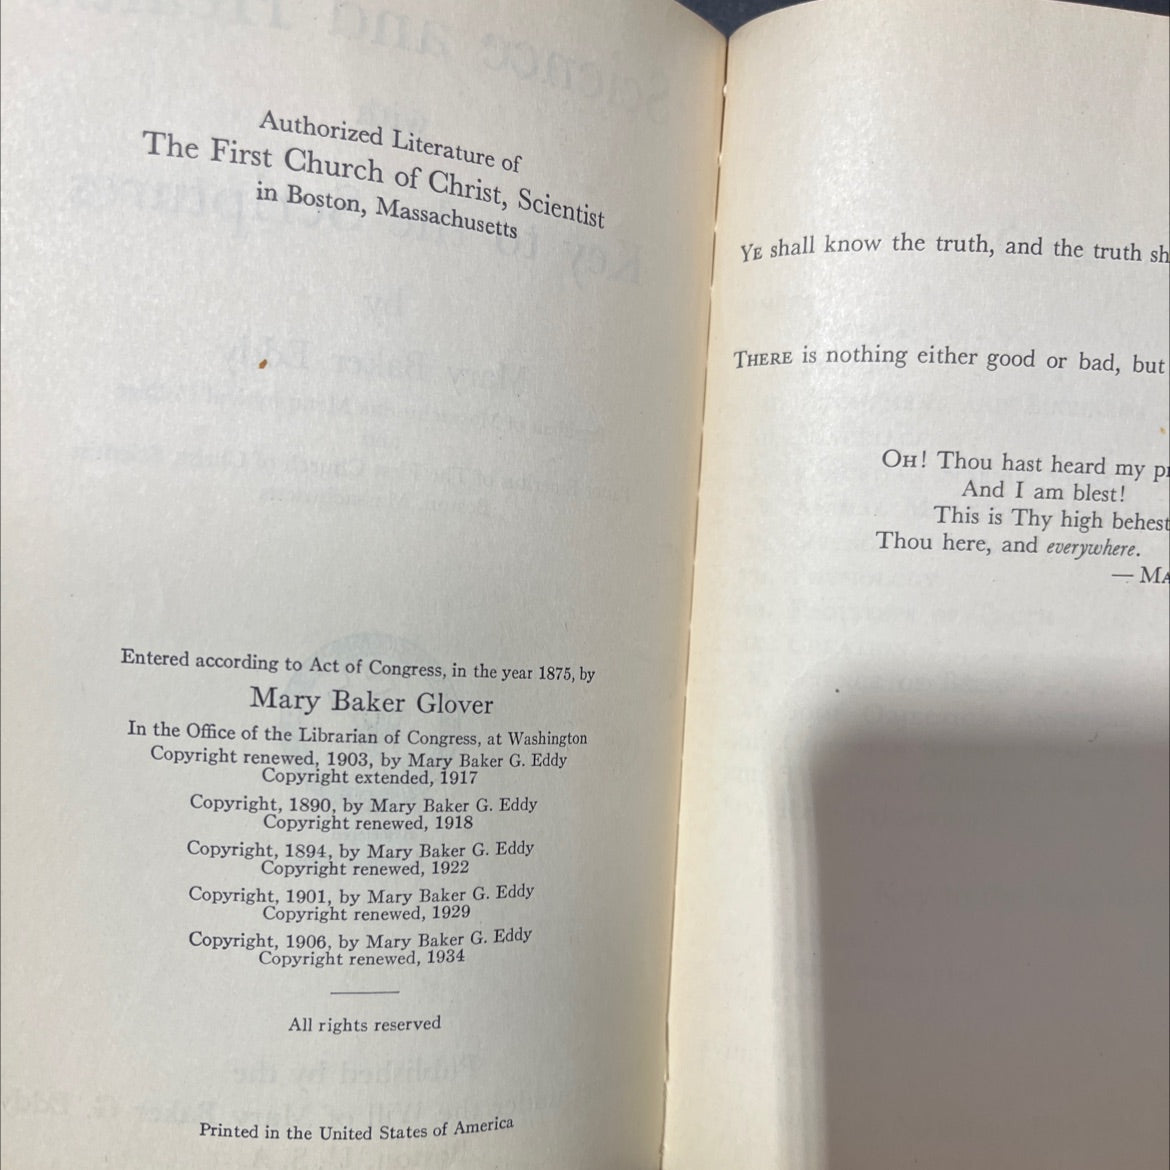 Authorized Literature of
The First Church of Christ, Scientist
in Boston, Massachusetts
Entered according to Act of Congress, in the year 1875, by
Mary Baker Glover
In the Office of the Librarian of Congress, at Washington
Copyright renewed, 1903, by Mary Baker G. Eddy
Copyright extended, 1917
Copyright, 1890, by Mary Baker G. Eddy
Copyright renewed, 1918
Copyright, 1894, by Mary Baker G. Eddy
Copyright renewed, 1922
Copyright, 1901, by Mary Baker G. Eddy
Copyright renewed, 1929
Copyright, 1906, by Mary Baker G. Eddy
Copyright renewed, 1934
All rights reserved
Printed in the United States of America
YE shall know the truth, and the truth sh
THERE is nothing either good or bad, but
OH! Thou hast heard my pr
And I am blest!
This is Thy high behest
Thou here, and everywhere.
— MA